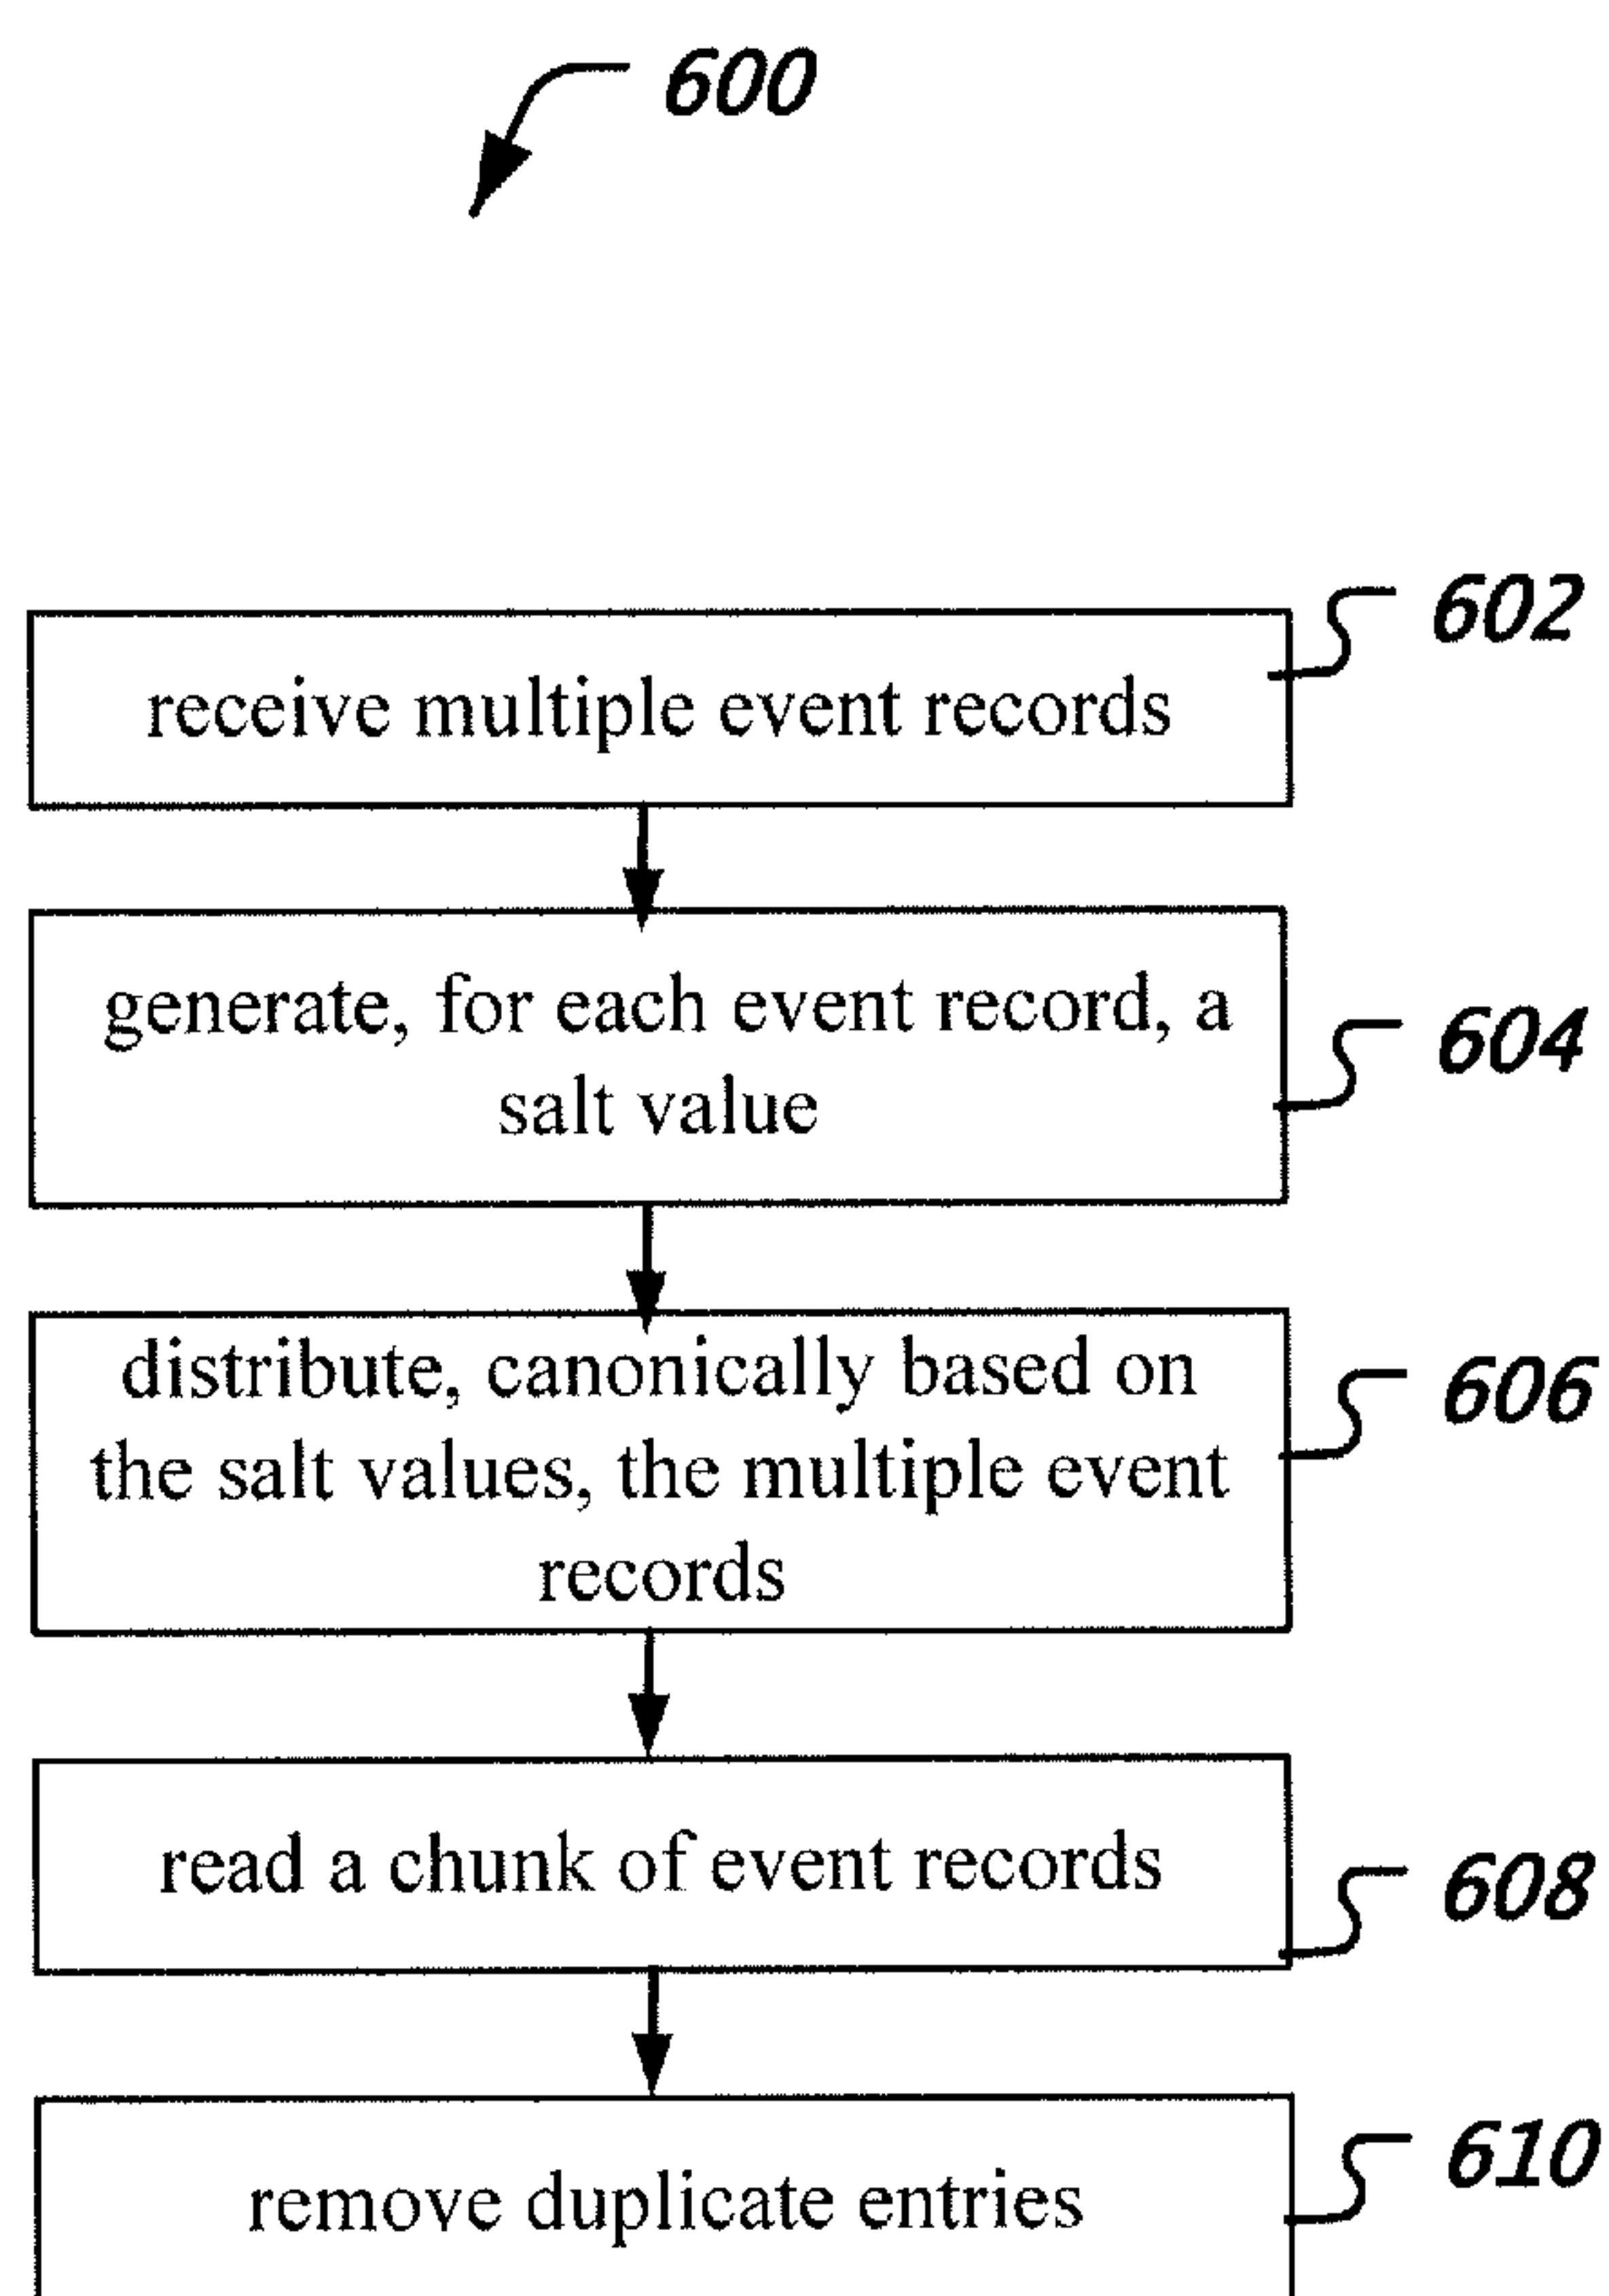 600
602
receive multiple event records
generate, for each event record, a
salt value
604
distribute, canonically based on
the salt values, the multiple event
records
606
read a chunk of event records
608
remove duplicate entries
610